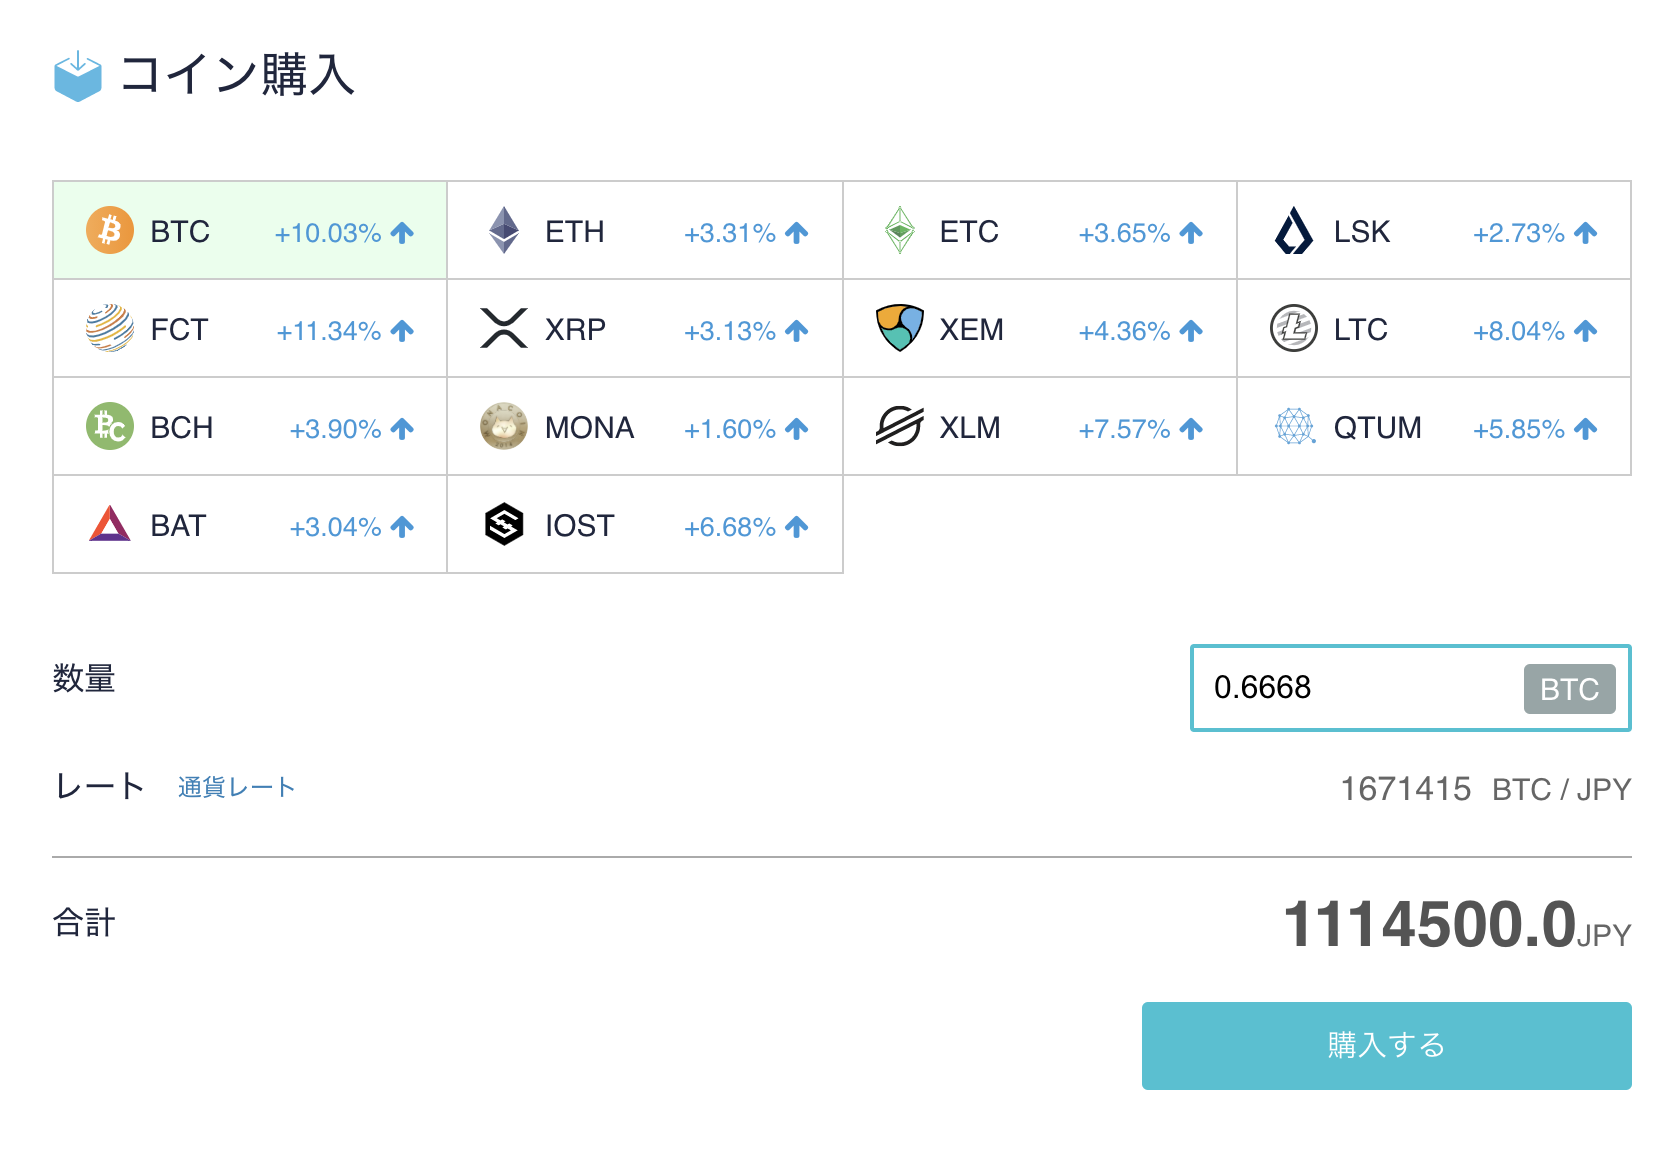 コイン購入
BTC +10.03% ETH +3.31% ETC +3.65% LSK +2.73%
FCT +11.34% XRP +3.13% XEM +4.36% LTC +8.04%
BCH +3.90% MONA +1.60% XLM +7.57% QTUM +5.85%
BAT +3.04% IOST +6.68%
数量 0.6668 BTC
レート 通貨レート 1671415 BTC / JPY
合計 1114500.0JPY
購入する